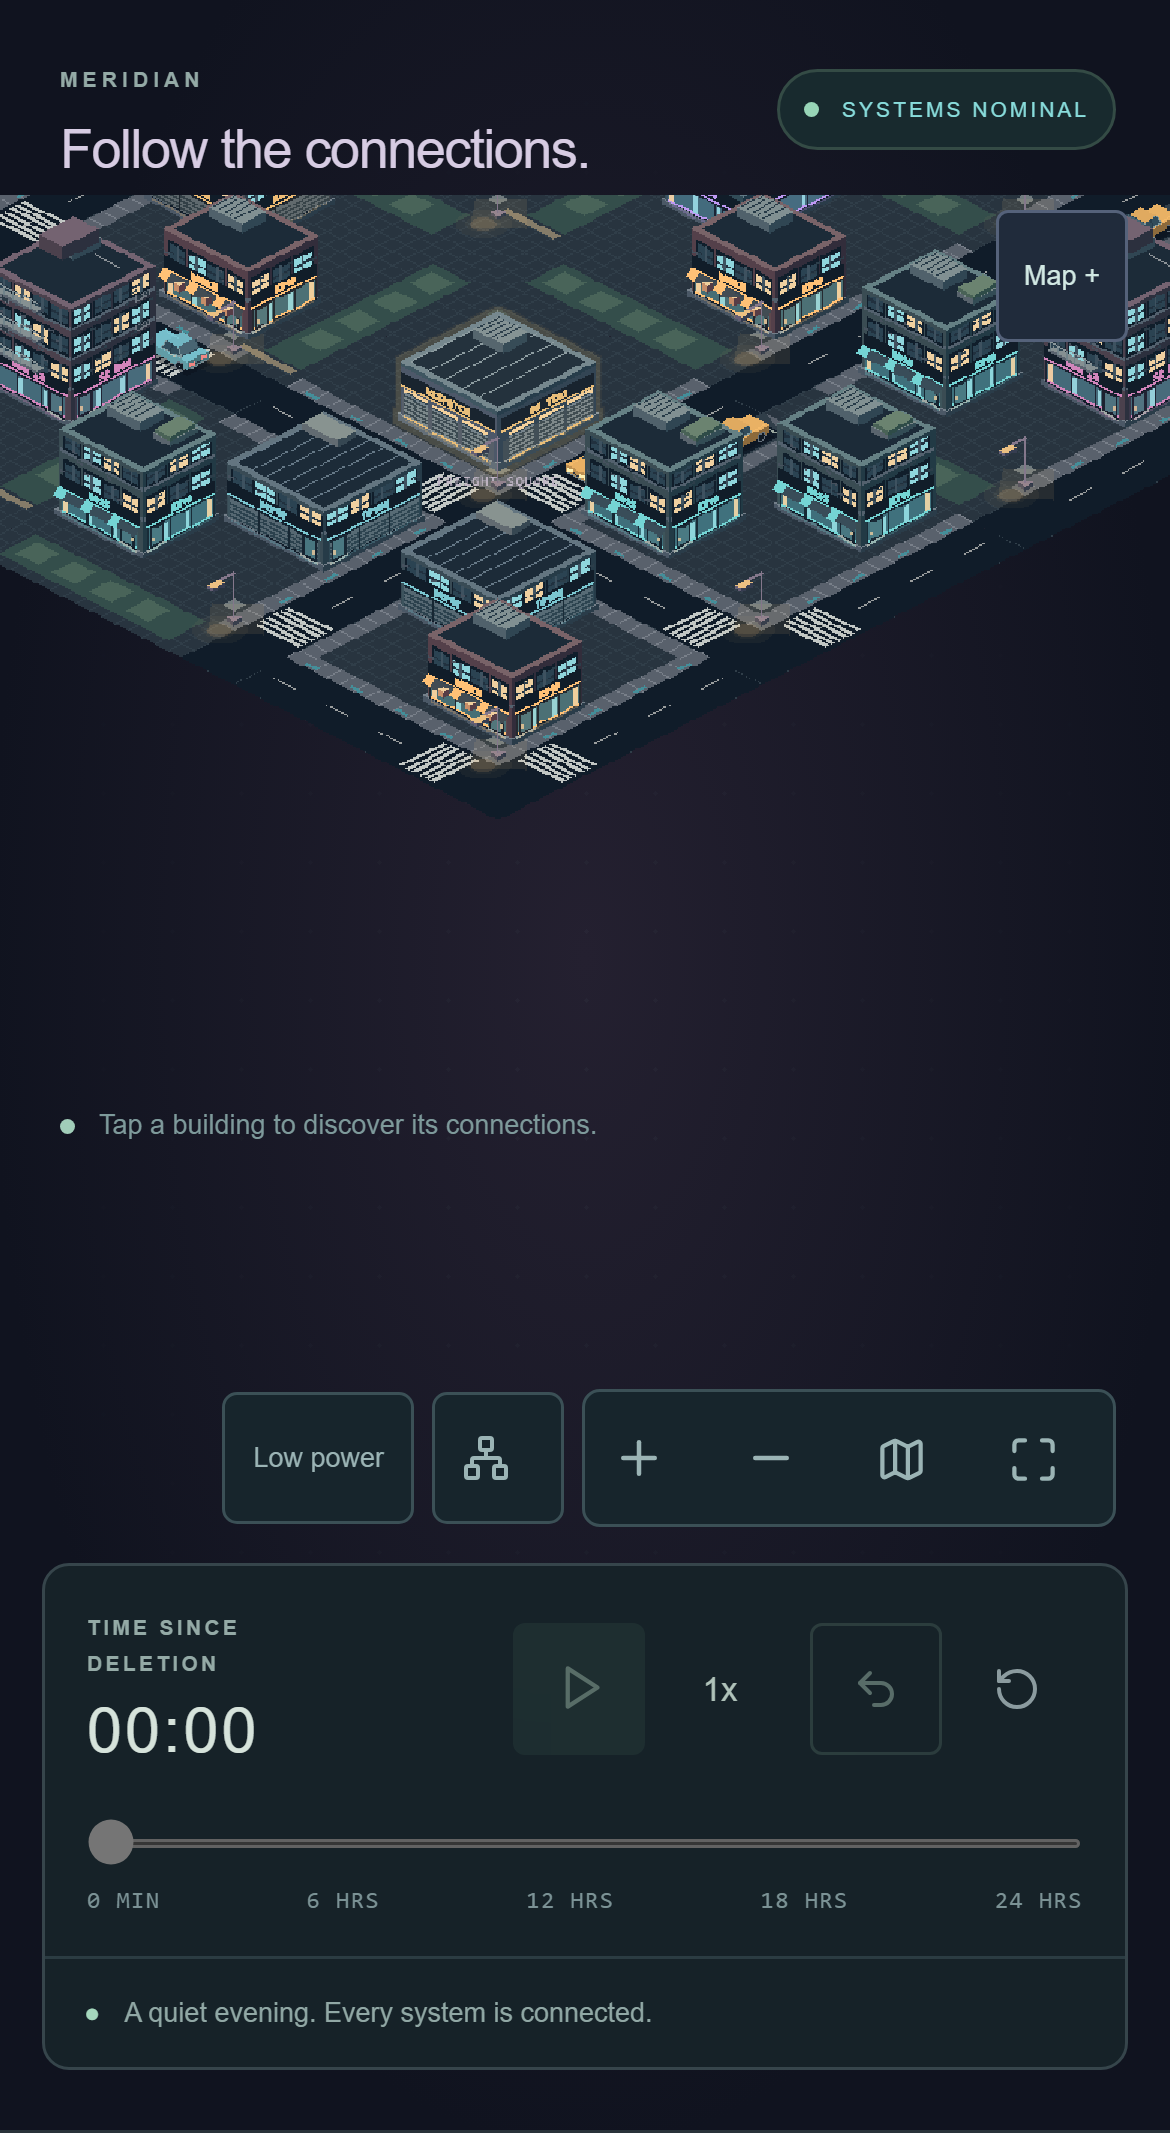 MERIDIAN
SYSTEMS NOMINAL
Follow the connections.
Map +
Tap a building to discover its connections.
Low power
TIME SINCE
DELETION
00:00
1x
0 MIN
6 HRS
12 HRS
18 HRS
24 HRS
A quiet evening. Every system is connected.